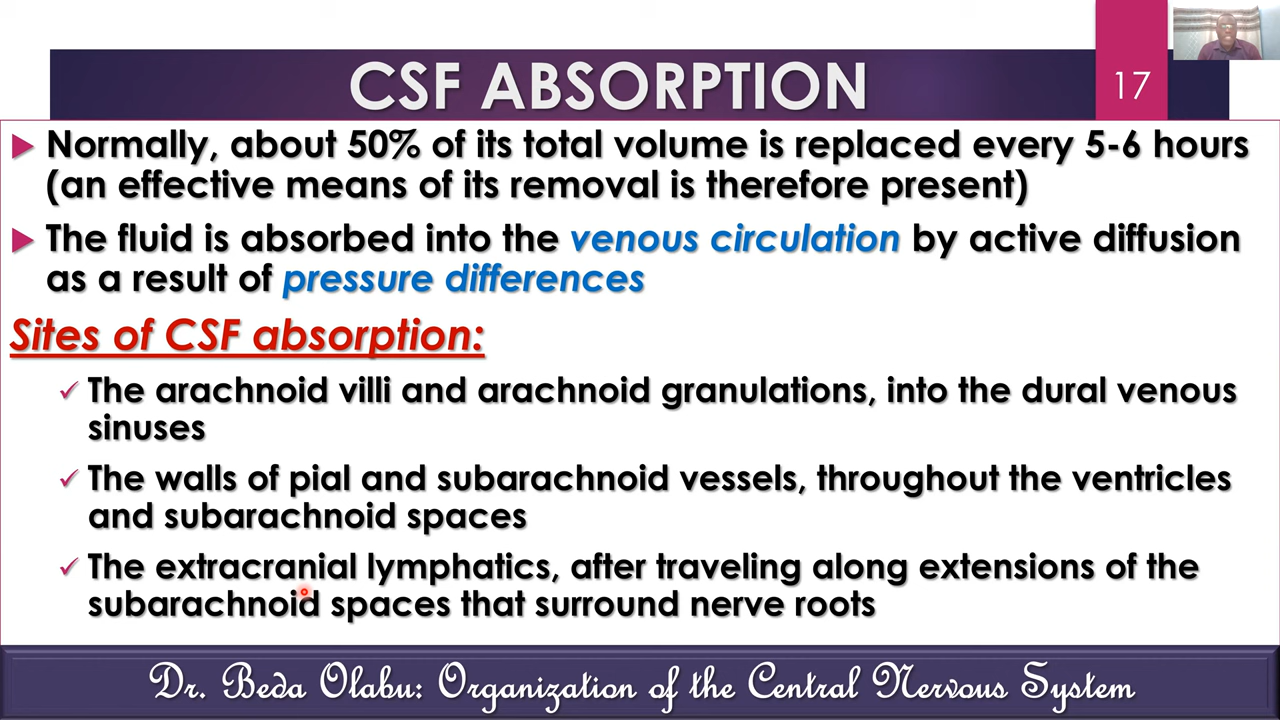 CSF ABSORPTION
17
Normally, about 50% of its total volume is replaced every 5-6 hours
(an effective means of its removal is therefore present)
The fluid is absorbed into the venous circulation by active diffusion
as a result of pressure differences
Sites of CSF absorption:
The arachnoid villi and arachnoid granulations, into the dural venous
sinuses
The walls of pial and subarachnoid vessels, throughout the ventricles
and subarachnoid spaces
The extracranial lymphatics, after traveling along extensions of the
subarachnoid spaces that surround nerve roots
Dr. Beda Olabu: Organization of the Central Nervous System